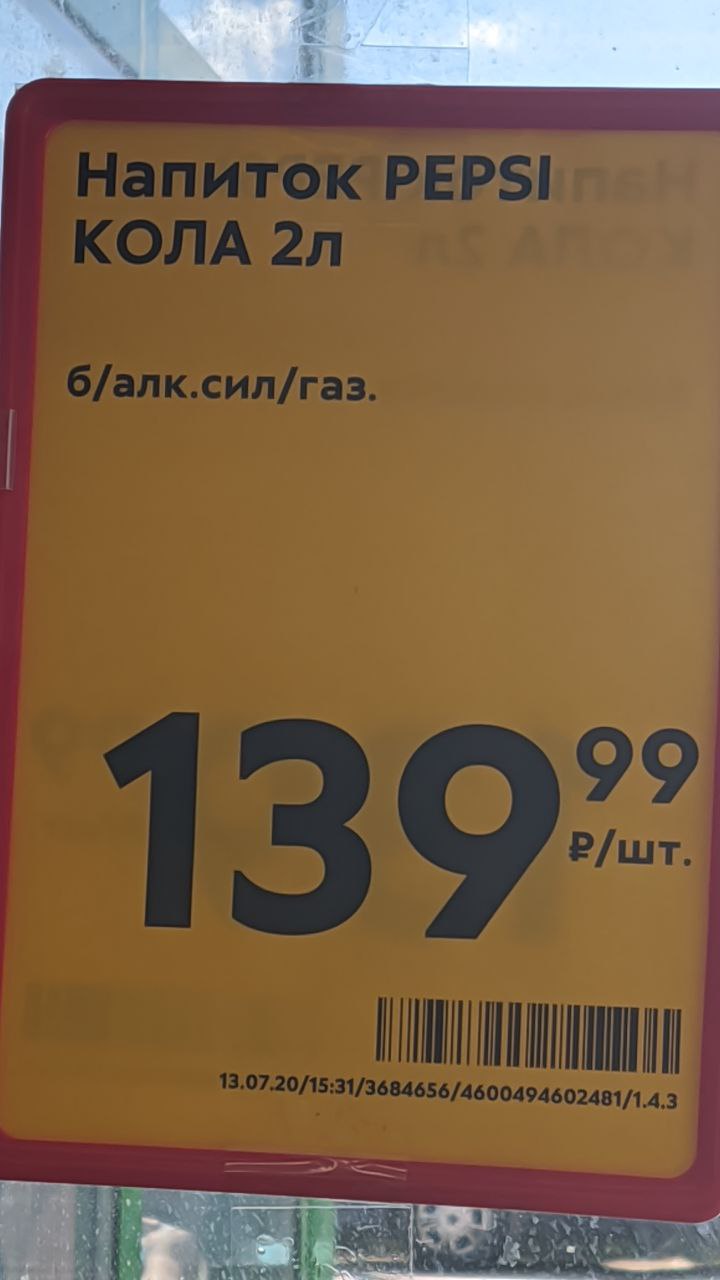 Напиток PEPSI
КОЛА 2л
б/алк.сил/газ.
139 99
₽/шт.
13.07.20/15:31/3684656/4600494602481/1.4.3